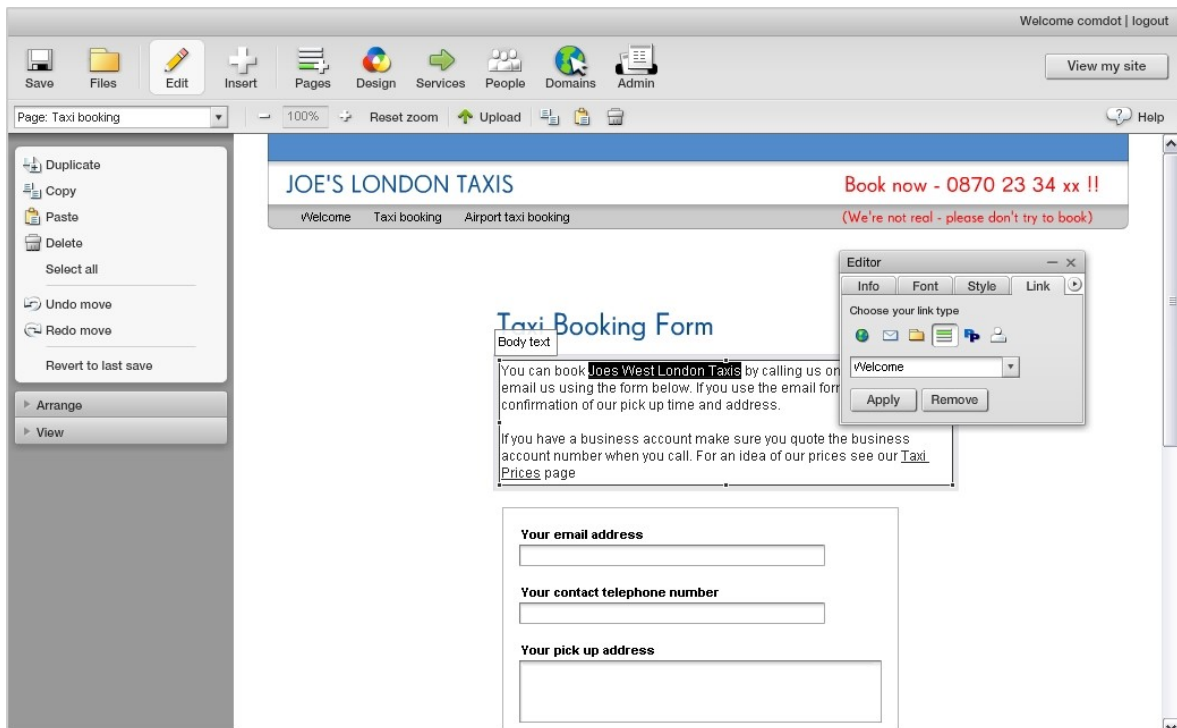 Welcome comdot | logout
Save Files Edit Insert Pages Design Services People Domains Admin View my site
Page: Taxi booking 100% Reset zoom Upload Help
Duplicate
Copy
Paste
Delete
Select all
Undo move
Redo move
Revert to last save
Arrange
View
JOE'S LONDON TAXIS Book now - 0870 23 34 xx !!
Welcome Taxi booking Airport taxi booking (We're not real - please don't try to book)
Taxi Booking Form
Body text
You can book Joes West London Taxis by calling us on
email us using the form below. If you use the email for
confirmation of our pick up time and address.
If you have a business account make sure you quote the business
account number when you call. For an idea of our prices see our Taxi
Prices page
Editor
Info Font Style Link
Choose your link type
Welcome
Apply Remove
Your email address
Your contact telephone number
Your pick up address